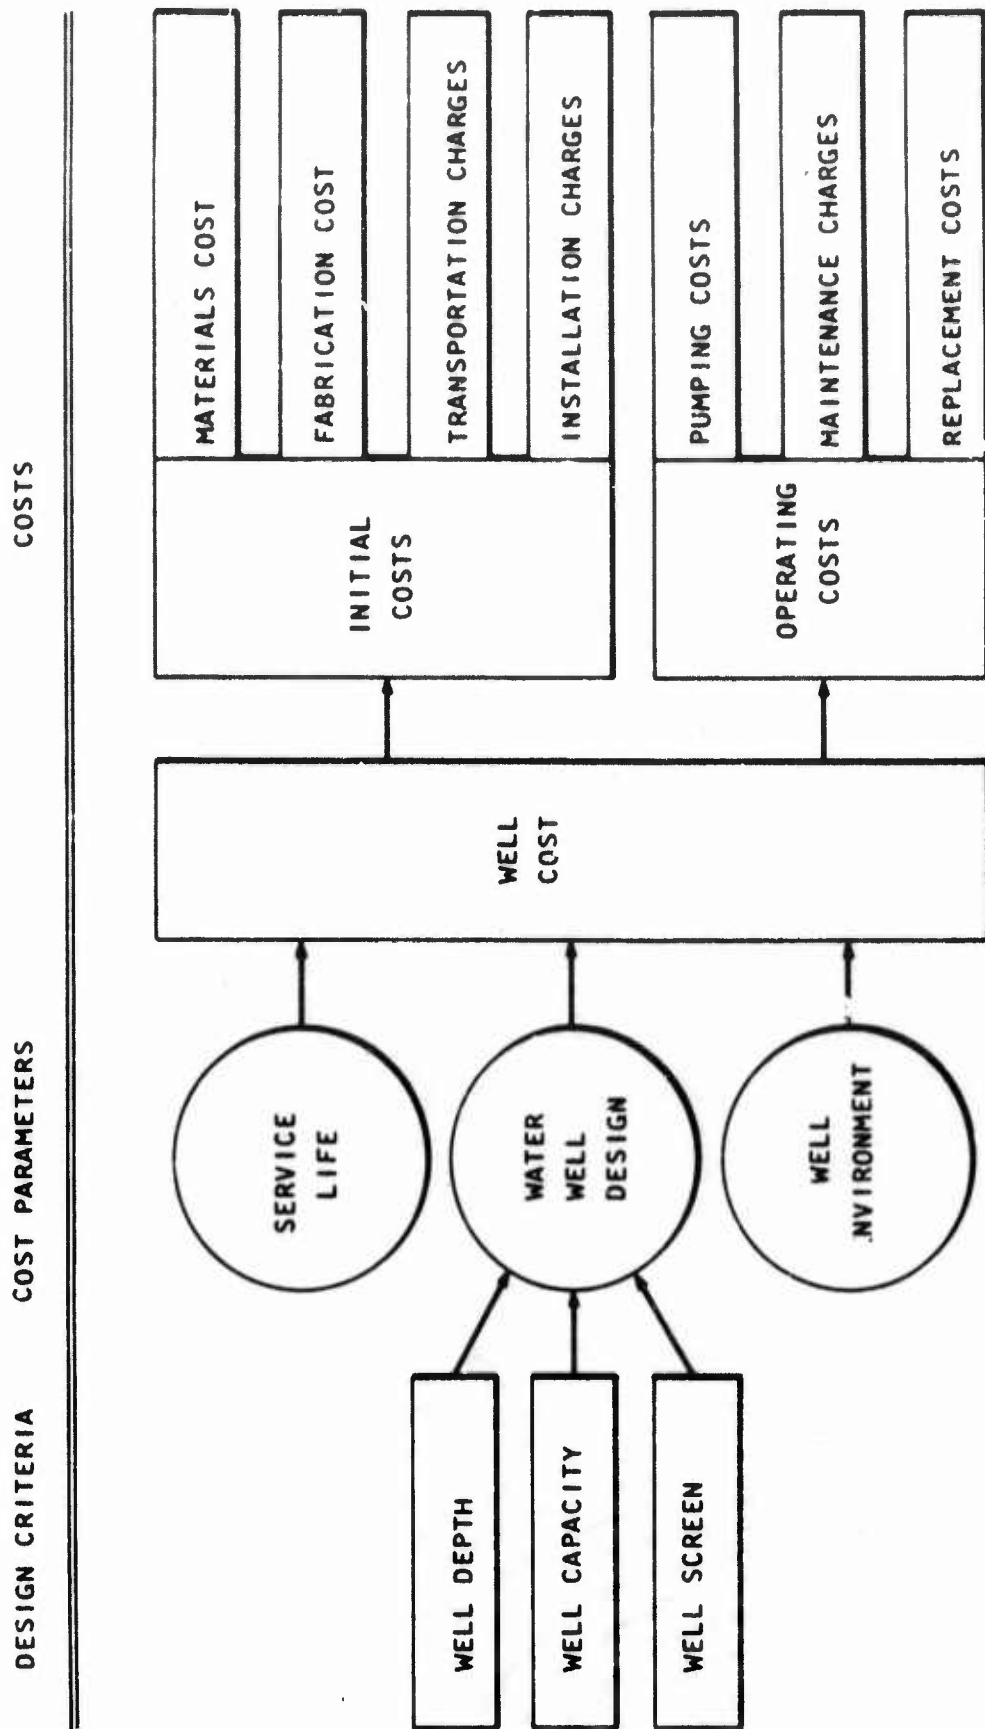 DESIGN CRITERIA
COST PARAMETERS
COSTS
WELL DEPTH
WELL CAPACITY
WELL SCREEN
SERVICE
LIFE
WATER
WELL
DESIGN
WELL
NVIRONMENT
WELL
COST
INITIAL
COSTS
MATERIALS COST
FABRICATION COST
TRANSPORTATION CHARGES
INSTALLATION CHARGES
OPERATING
COSTS
PUMPING COSTS
MAINTENANCE CHARGES
REPLACEMENT COSTS